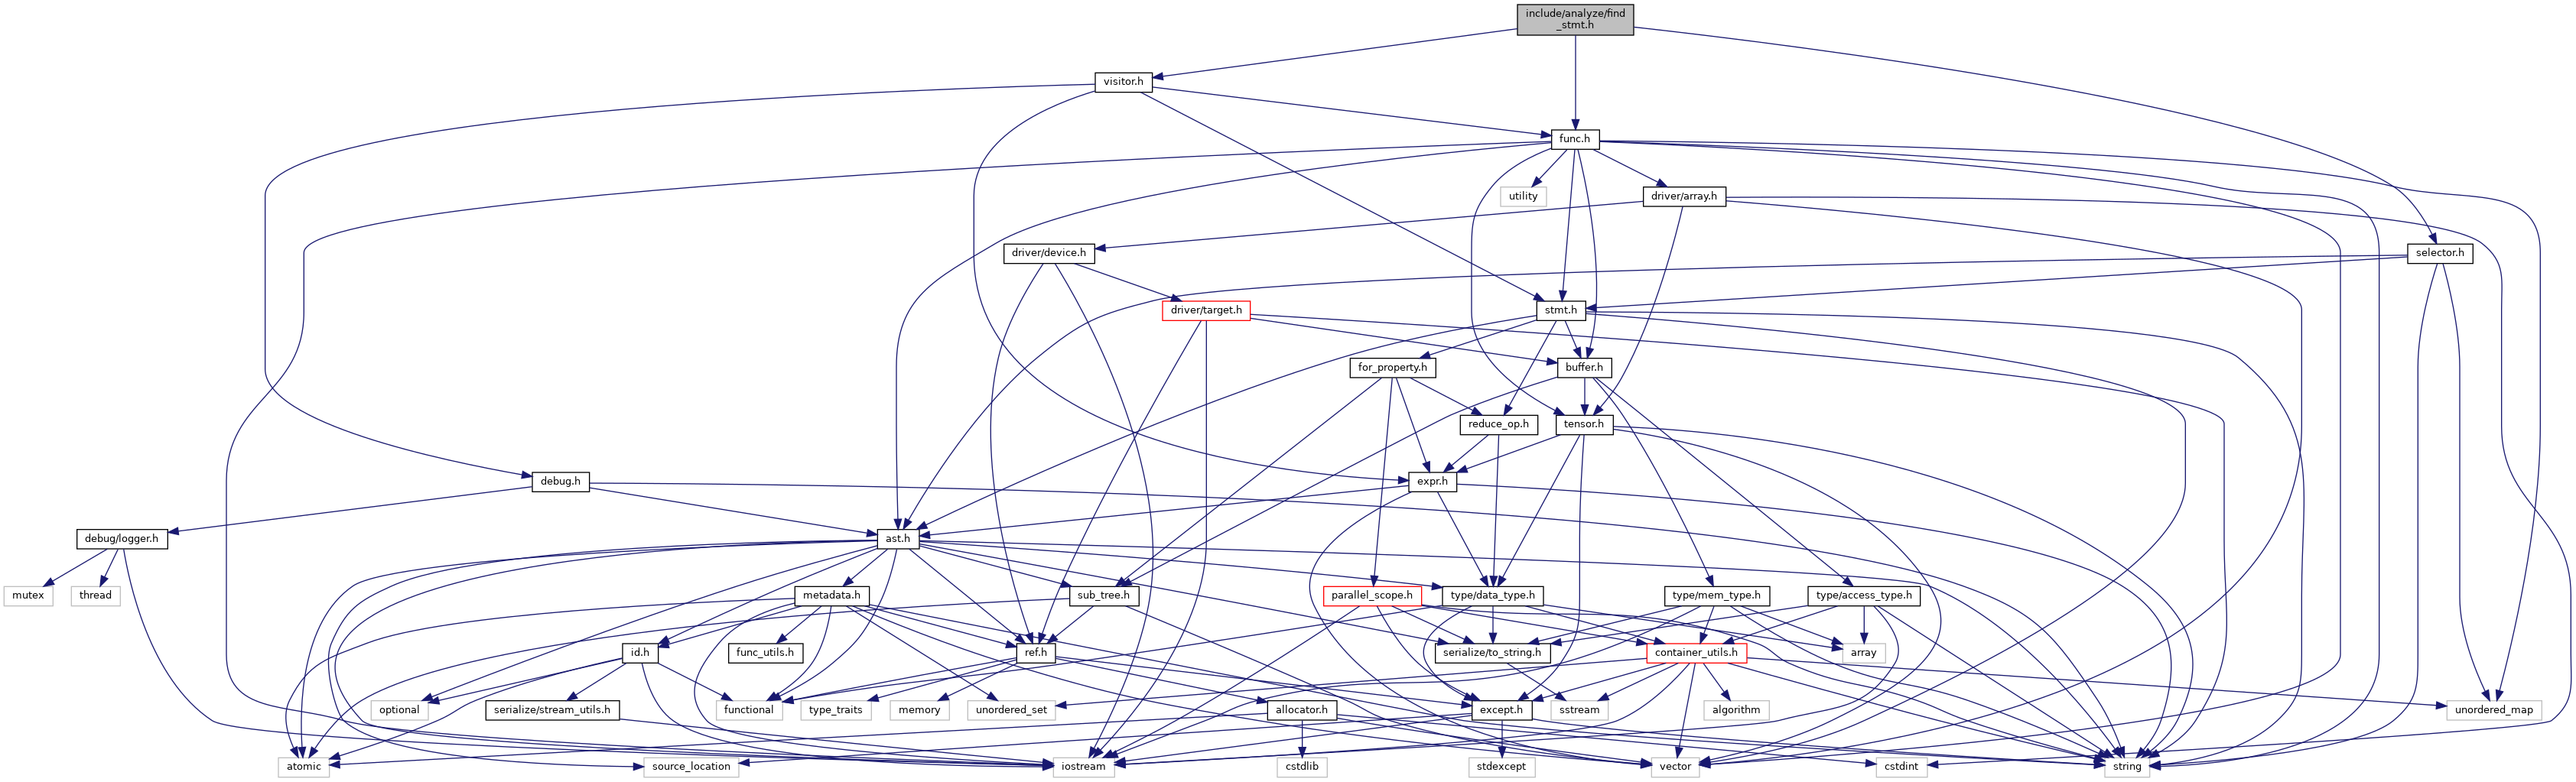 include/analyze/find
_stmt.h
visitor.h
func.h
utility
driver/array.h
driver/device.h
selector.h
driver/target.h
stmt.h
for_property.h
buffer.h
reduce_op.h
tensor.h
debug.h
expr.h
debug/logger.h
ast.h
mutex
thread
metadata.h
sub_tree.h
parallel_scope.h
type/data_type.h
type/mem_type.h
type/access_type.h
id.h
func_utils.h
ref.h
serialize/to_string.h
container_utils.h
array
optional
serialize/stream_utils.h
functional
type_traits
memory
unordered_set
allocator.h
except.h
sstream
algorithm
unordered_map
atomic
source_location
iostream
cstdlib
stdexcept
vector
cstdint
string